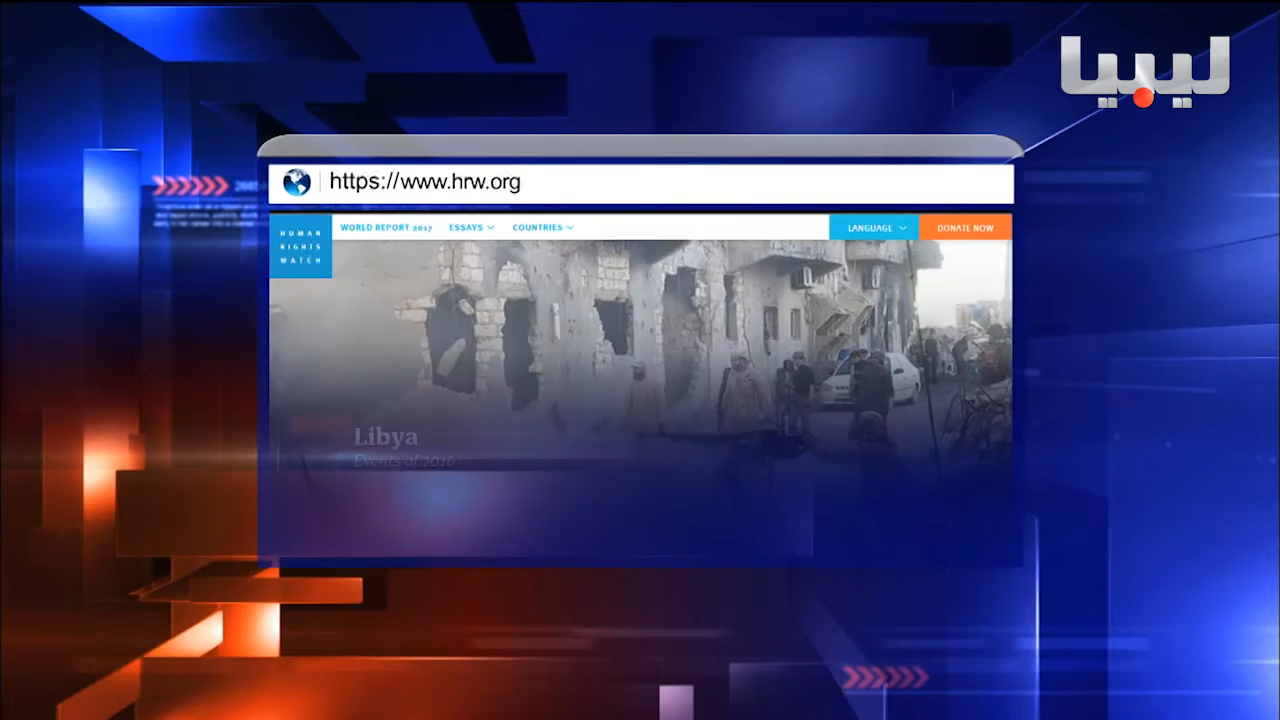 ليبيا
https://www.hrw.org
HUMAN
RIGHTS
WATCH
WORLD REPORT 2017
ESSAYS
COUNTRIES
LANGUAGE
DONATE NOW
Libya
Events of 2016